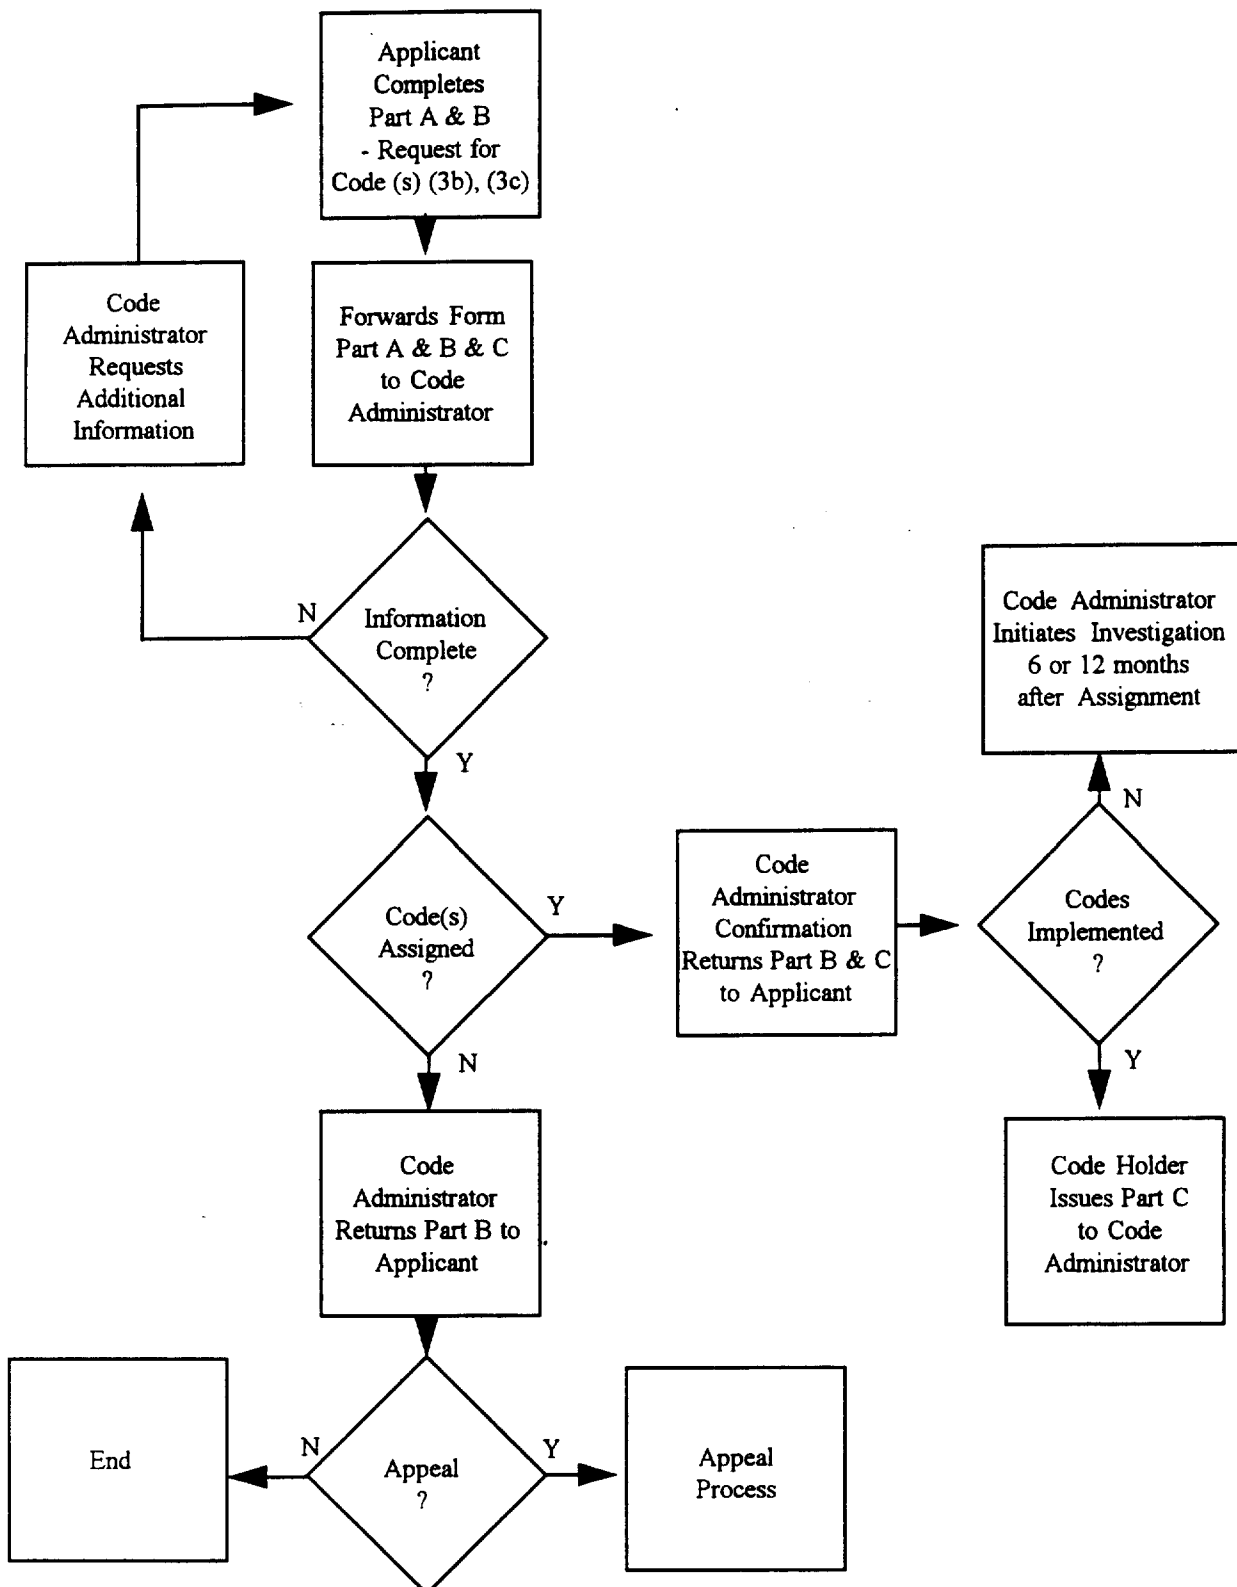 Applicant
Completes
Part A & B
- Request for
Code (s) (3b), (3c)
Code
Administrator
Requests
Additional
Information
Forwards Form
Part A & B & C
to Code
Administrator
N
Information
Complete
?
Y
Code Administrator
Initiates Investigation
6 or 12 months
after Assignment
N
Code(s)
Assigned
?
Y
Code
Administrator
Confirmation
Returns Part B & C
to Applicant
Codes
Implemented
?
Y
N
Code
Administrator
Returns Part B to
Applicant
Code Holder
Issues Part C
to Code
Administrator
End
N
Appeal
?
Y
Appeal
Process